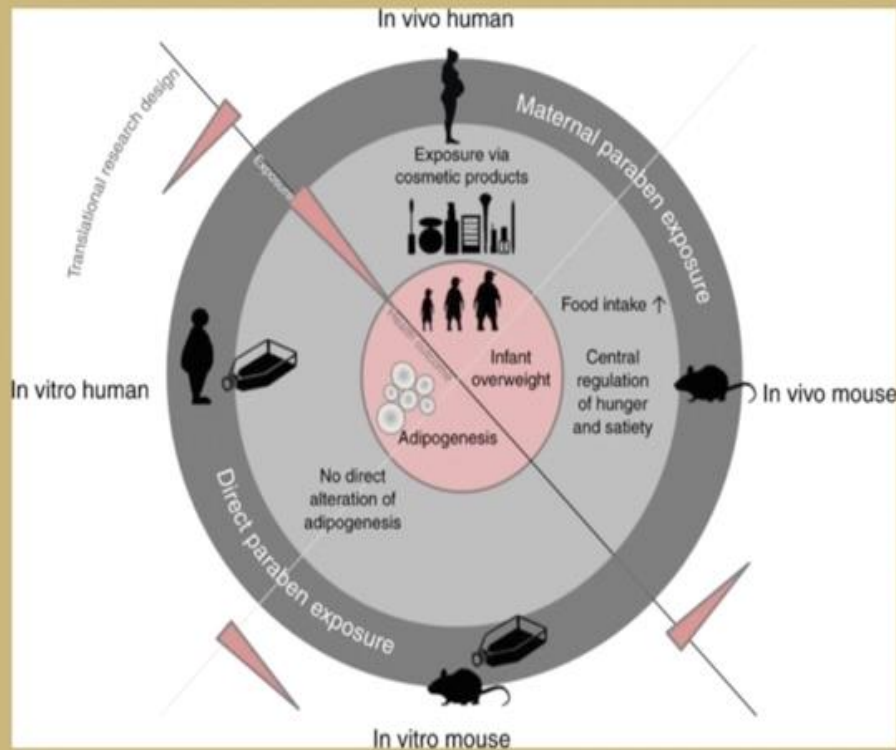 In vivo human
Translational research design
Exposure
Maternal paraben exposure
Exposure via
cosmetic products
Food intake ↑
Infant
overweight
Central
regulation
of hunger
and satiety
In vitro human
In vivo mouse
Adipogenesis
No direct
alteration of
adipogenesis
Direct paraben exposure
In vitro mouse